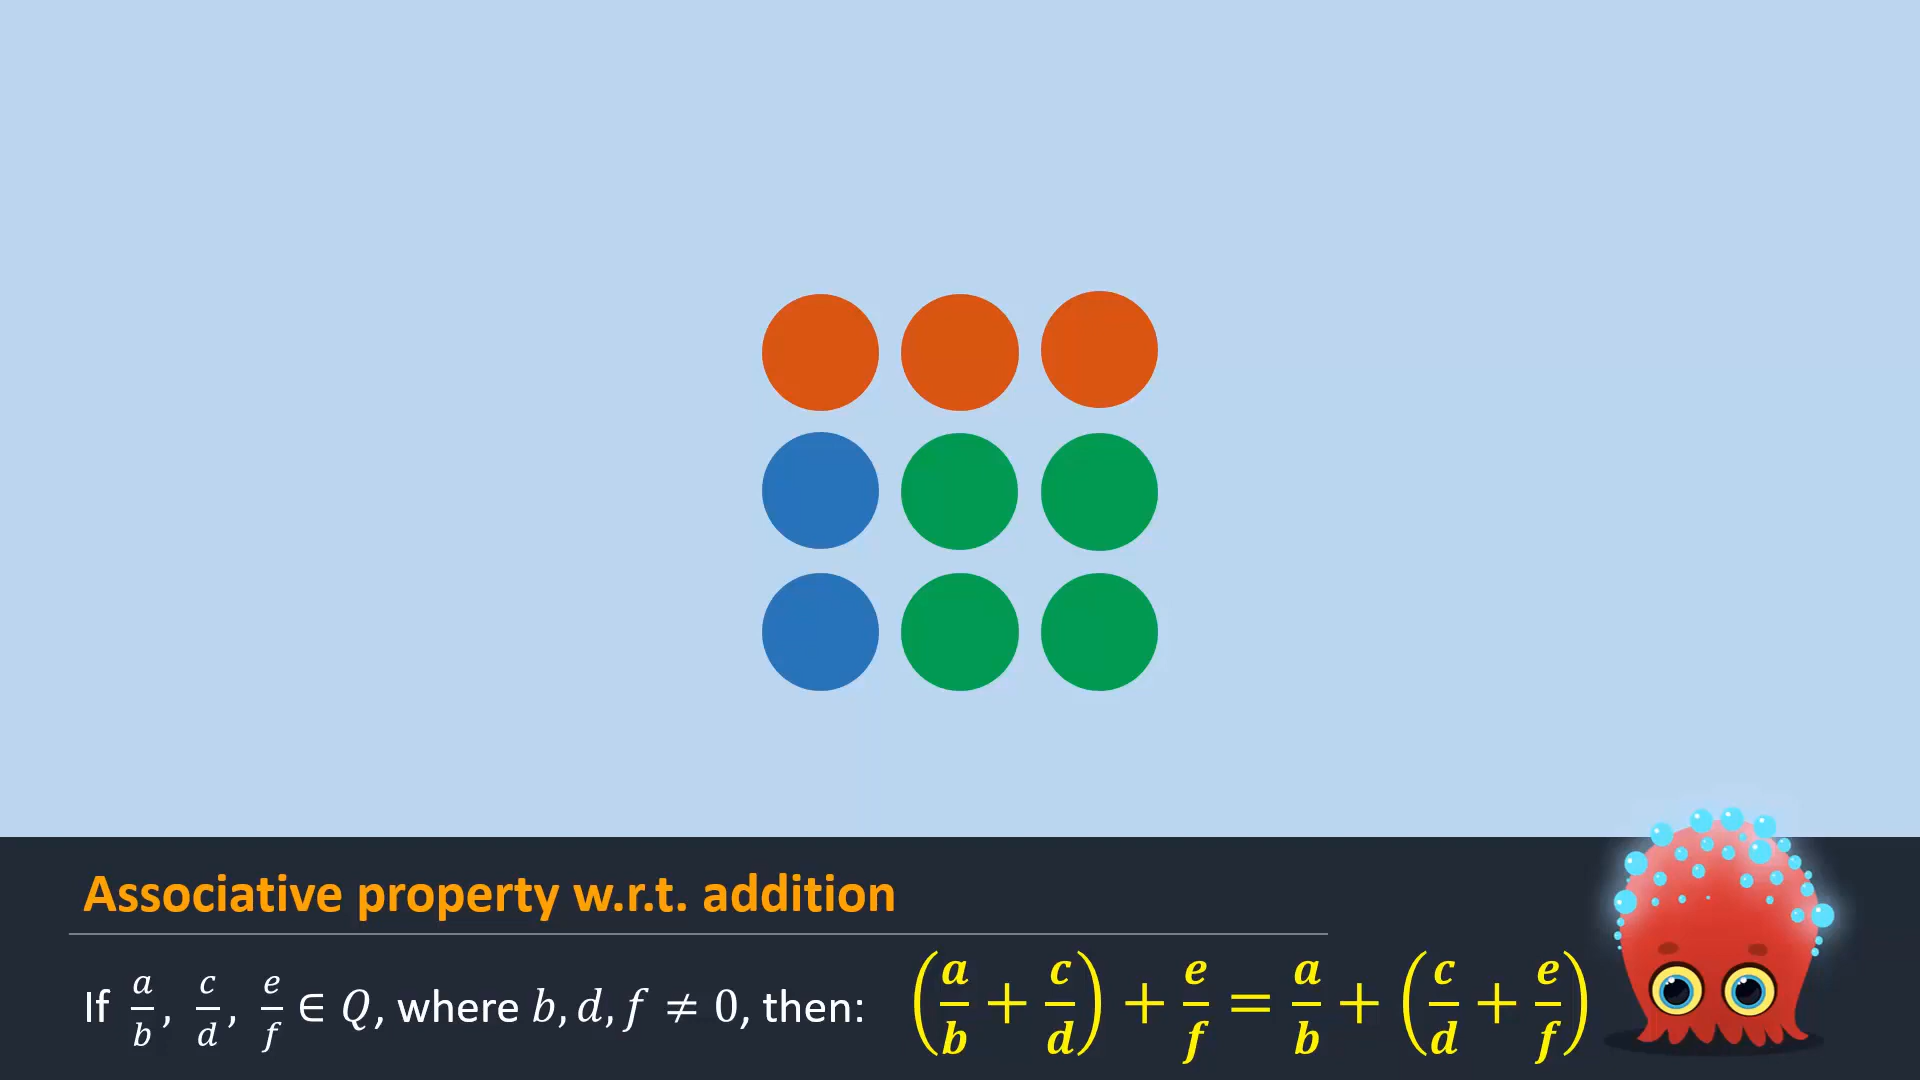 Associative property w.r.t. addition
If a/b, c/d, e/f ∈ Q, where b, d, f ≠ 0, then: (a/b + c/d) + e/f = a/b + (c/d + e/f)